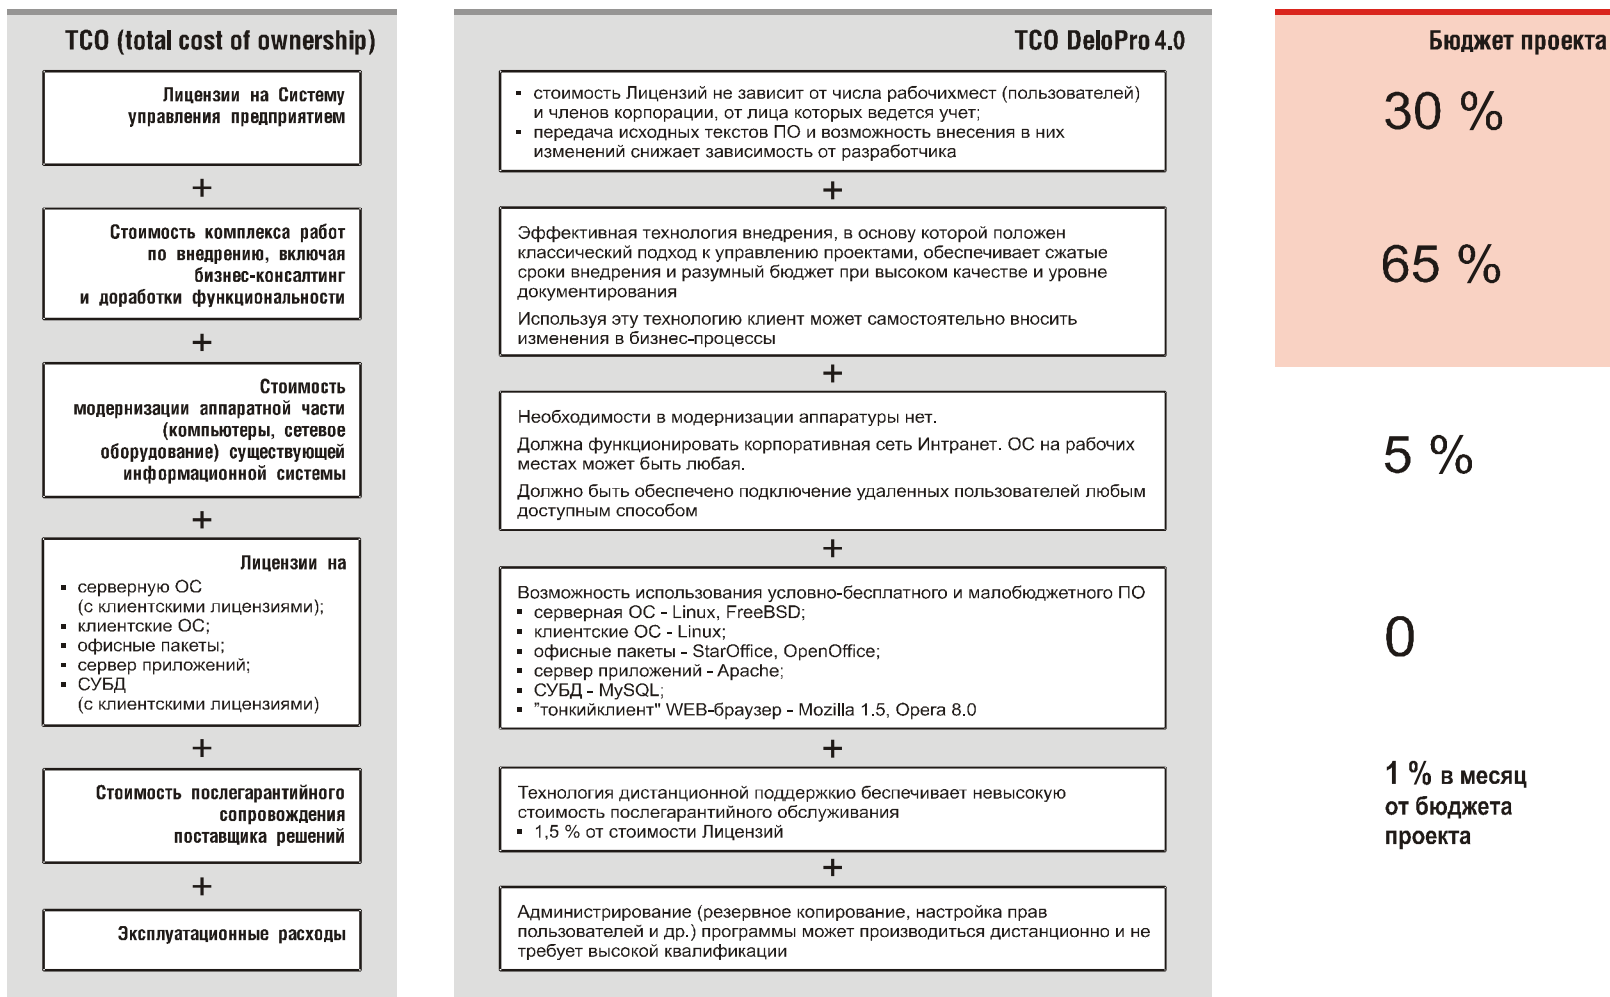 TCO (total cost of ownership)
Лицензии на Систему
управления предприятием
+
Стоимость комплекса работ
по внедрению, включая
бизнес-консалтинг
и доработки функциональности
+
Стоимость
модернизации аппаратной части
(компьютеры, сетевое
оборудование) существующей
информационной системы
+
Лицензии на
▪ серверную ОС
(с клиентскими лицензиями);
▪ клиентские ОС;
▪ офисные пакеты;
▪ сервер приложений;
▪ СУБД
(с клиентскими лицензиями)
+
Стоимость послегарантийного
сопровождения
поставщика решений
+
Эксплуатационные расходы
TCO DeloPro 4.0
▪ стоимость Лицензий не зависит от числа рабочихмест (пользователей)
и членов корпорации, от лица которых ведется учет;
▪ передача исходных текстов ПО и возможность внесения в них
изменений снижает зависимость от разработчика
+
Эффективная технология внедрения, в основу которой положен
классический подход к управлению проектами, обеспечивает сжатые
сроки внедрения и разумный бюджет при высоком качестве и уровне
документирования
Используя эту технологию клиент может самостоятельно вносить
изменения в бизнес-процессы
+
Необходимости в модернизации аппаратуры нет.
Должна функционировать корпоративная сеть Интранет. ОС на рабочих
местах может быть любая.
Должно быть обеспечено подключение удаленных пользователей любым
доступным способом
+
Возможность использования условно-бесплатного и малобюджетного ПО
▪ серверная ОС - Linux, FreeBSD;
▪ клиентские ОС - Linux;
▪ офисные пакеты - StarOffice, OpenOffice;
▪ сервер приложений - Apache;
▪ СУБД - MySQL;
▪ "тонкийклиент" WEB-браузер - Mozilla 1.5, Opera 8.0
+
Технология дистанционной поддержкио беспечивает невысокую
стоимость послегарантийного обслуживания
▪ 1,5 % от стоимости Лицензий
+
Администрирование (резервное копирование, настройка прав
пользователей и др.) программы может производиться дистанционно и не
требует высокой квалификации
Бюджет проекта
30 %
65 %
5 %
0
1 % в месяц
от бюджета
проекта